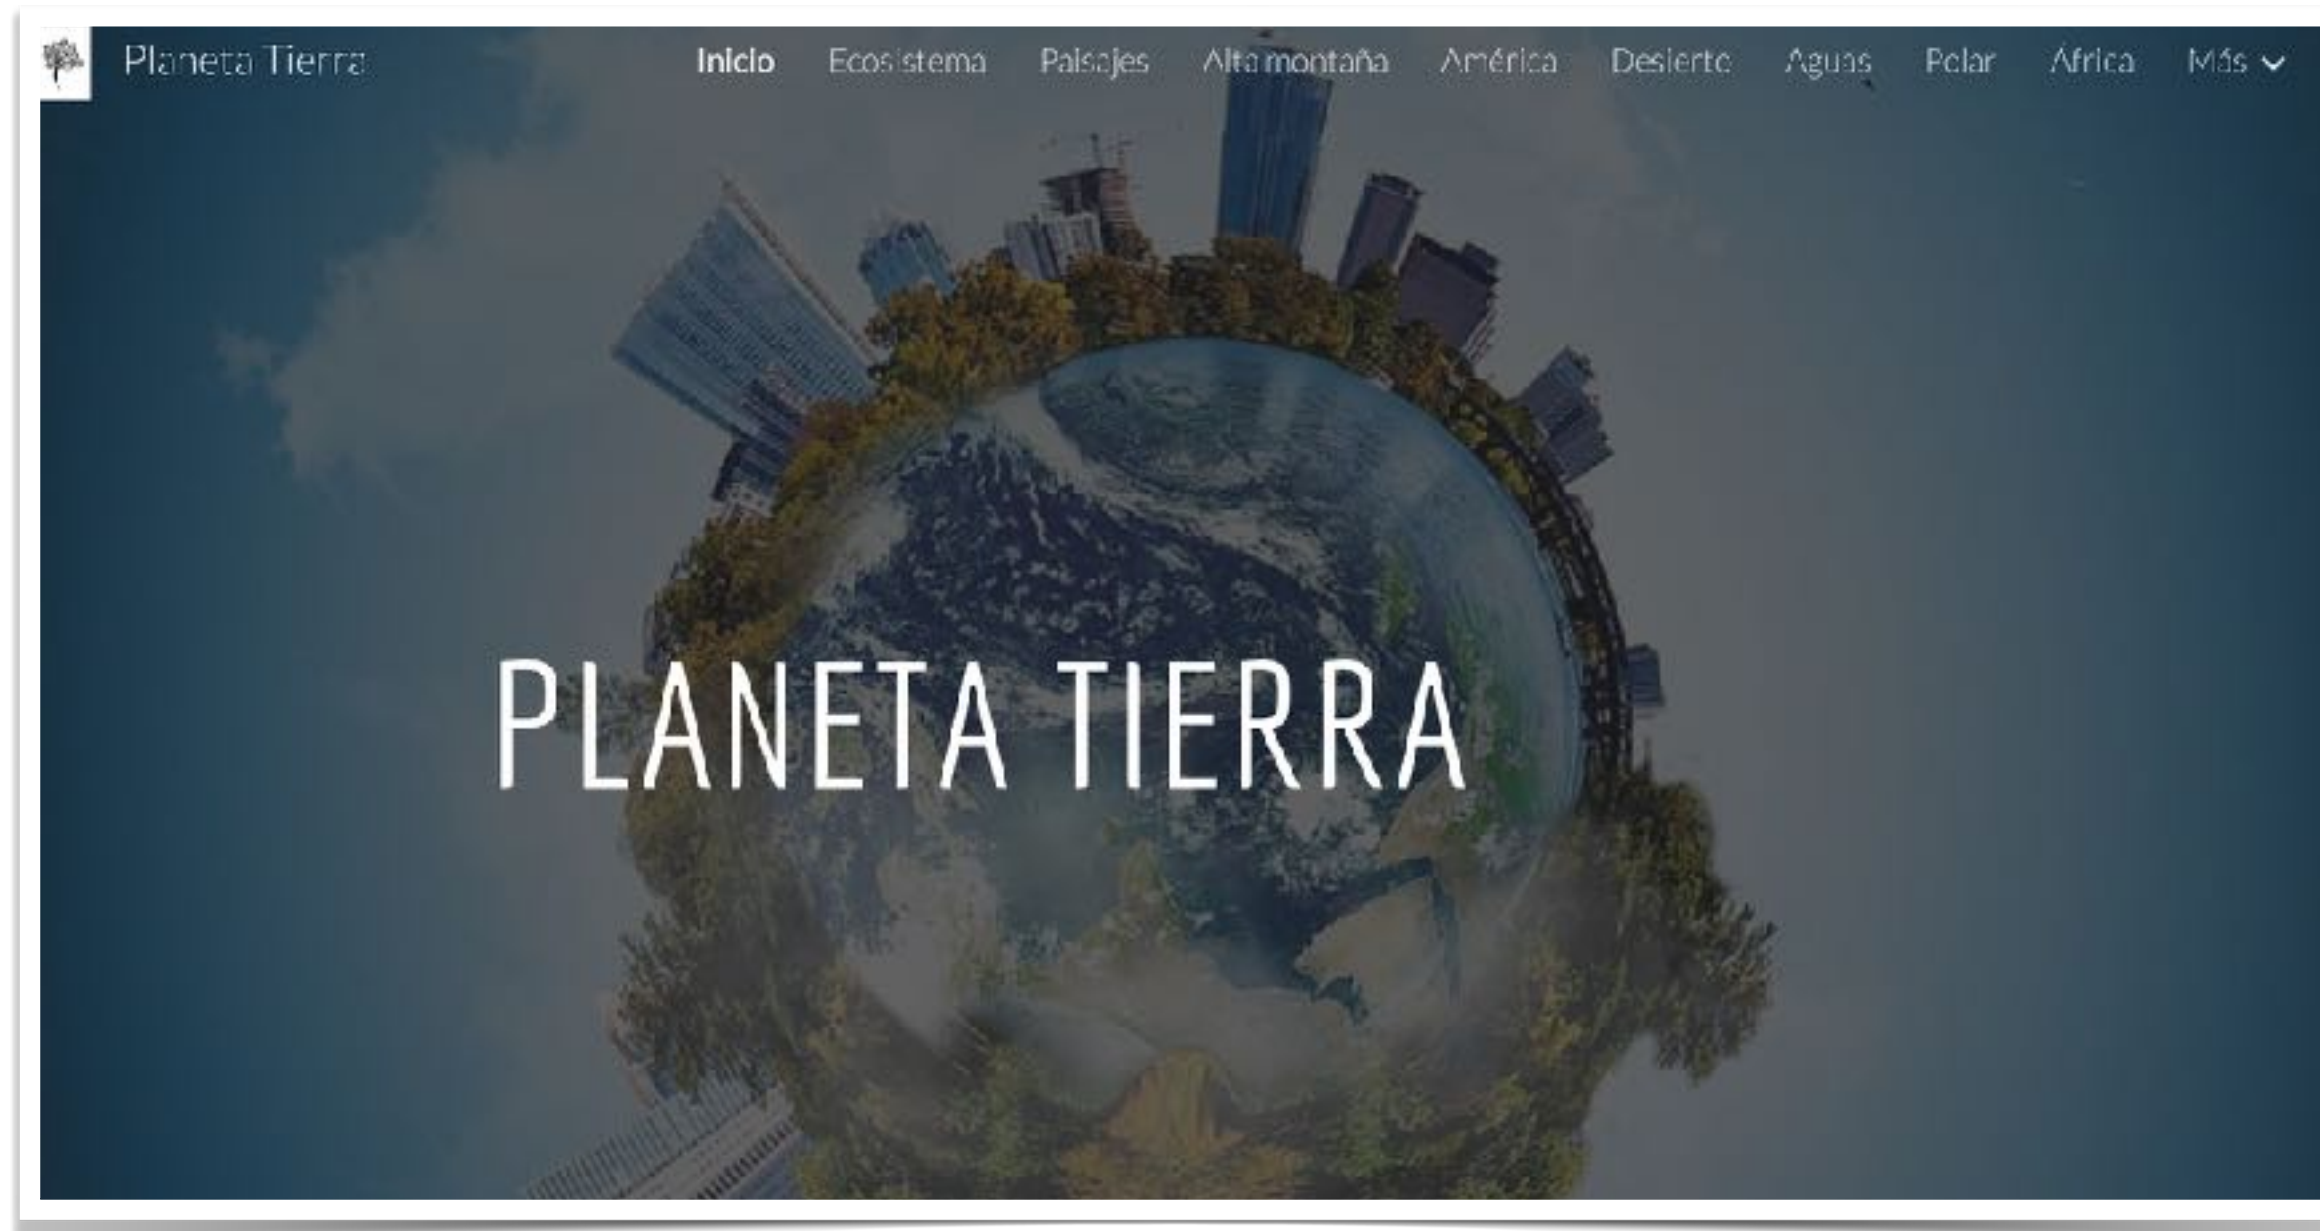 Planeta Tierra
Inicio Ecosistema Paisajes Alta montaña América Desierto Aguas Polar África Más
PLANETA TIERRA